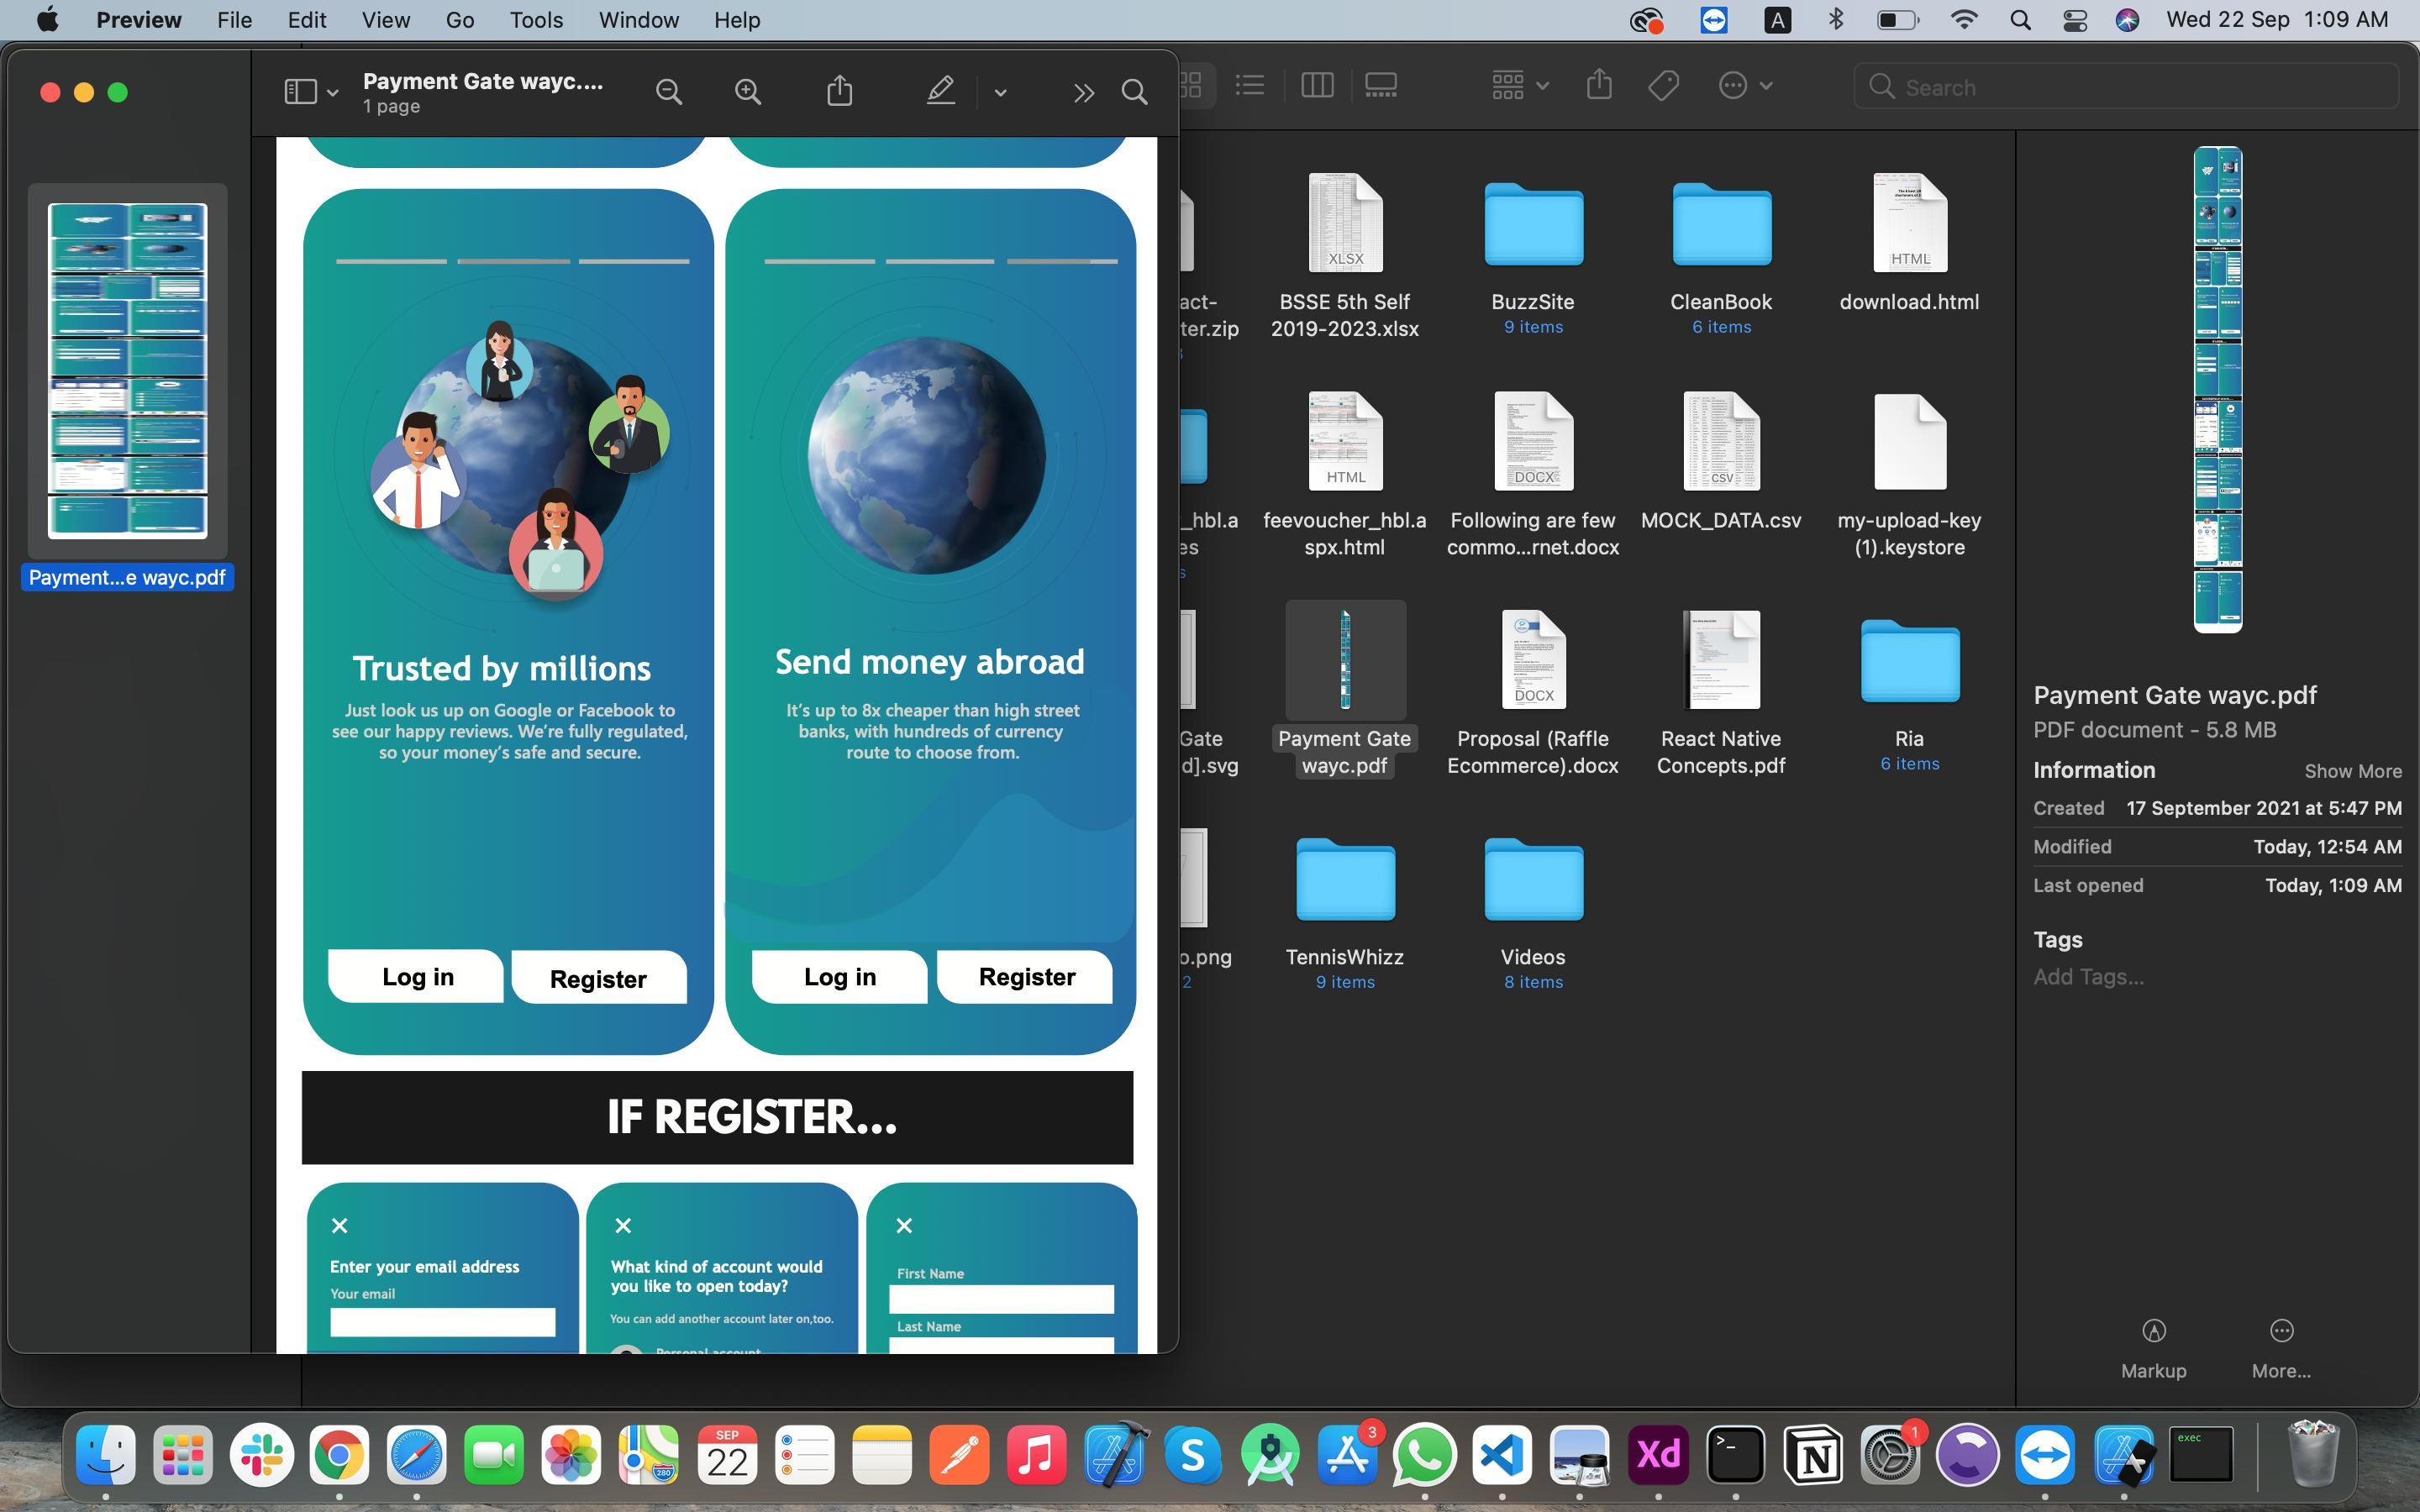 Preview File Edit View Go Tools Window Help
A
Wed 22 Sep 1:09 AM
Payment Gate wayc....
1 page
Payment...e wayc.pdf
Trusted by millions
Just look us up on Google or Facebook to
see our happy reviews. We're fully regulated,
so your money's safe and secure.
Log in Register
Send money abroad
It's up to 8x cheaper than high street
banks, with hundreds of currency
route to choose from.
Log in Register
IF REGISTER...
Enter your email address
Your email
What kind of account would
you like to open today?
You can add another account later on,too.
Personal account
First Name
Last Name
Search
act-
ter.zip
XLSX
BSSE 5th Self
2019-2023.xlsx
BuzzSite
9 items
CleanBook
6 items
HTML
download.html
_hbl.a
es
HTML
feevoucher_hbl.a
spx.html
DOCX
Following are few
commo...rnet.docx
CSV
MOCK_DATA.csv
my-upload-key
(1).keystore
Gate
d].svg
Payment Gate
wayc.pdf
DOCX
Proposal (Raffle
Ecommerce).docx
React Native
Concepts.pdf
Ria
6 items
o.png
2
TennisWhizz
9 items
Videos
8 items
Payment Gate wayc.pdf
PDF document - 5.8 MB
Information Show More
Created 17 September 2021 at 5:47 PM
Modified Today, 12:54 AM
Last opened Today, 1:09 AM
Tags
Add Tags...
Markup More...
SEP
22
280
S
3
Xd
>_
N
1
exec